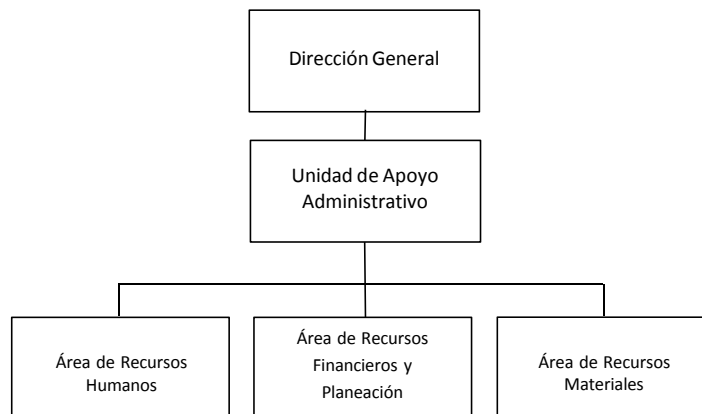 Dirección General
Unidad de Apoyo
Administrativo
Área de Recursos
Humanos
Área de Recursos
Financieros y
Planeación
Área de Recursos
Materiales